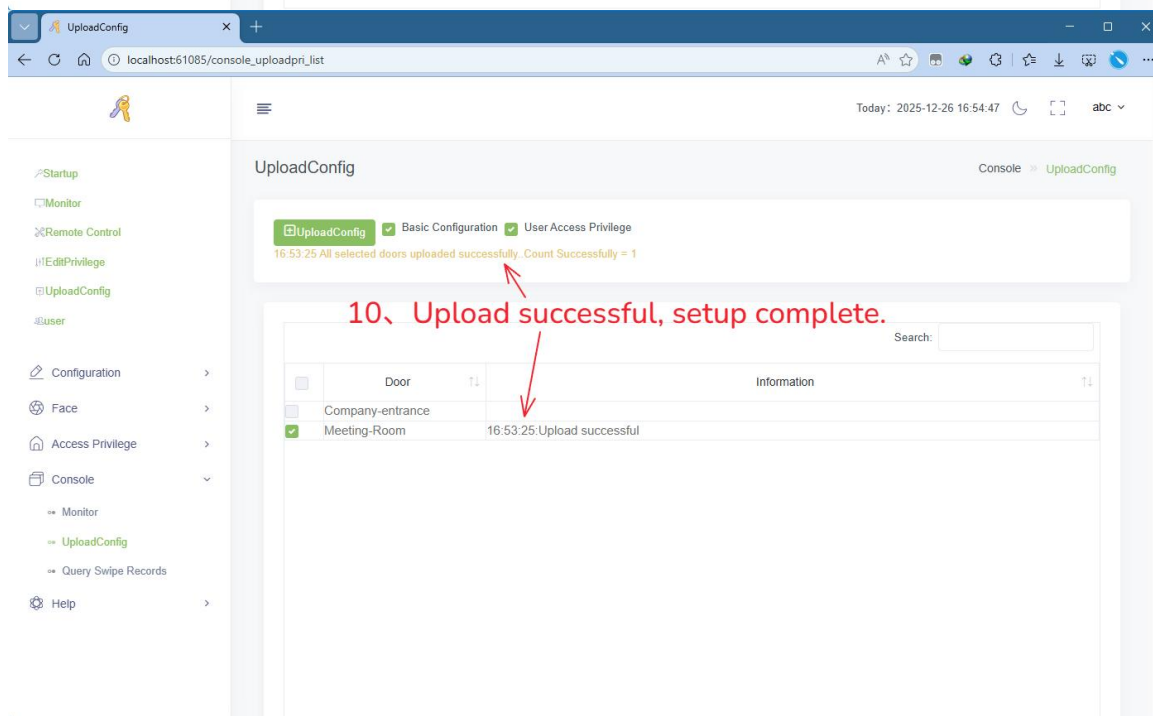 UploadConfig
localhost:61085/console_uploadpri_list
Today: 2025-12-26 16:54:47
abc
Startup
Monitor
Remote Control
EditPrivilege
UploadConfig
user
Configuration
Face
Access Privilege
Console
Monitor
UploadConfig
Query Swipe Records
Help
UploadConfig
Console » UploadConfig
UploadConfig Basic Configuration User Access Privilege
16:53:25 All selected doors uploaded successfully..Count Successfully = 1
10、Upload successful, setup complete.
Search:
Door Information
Company-entrance
Meeting-Room 16:53:25:Upload successful